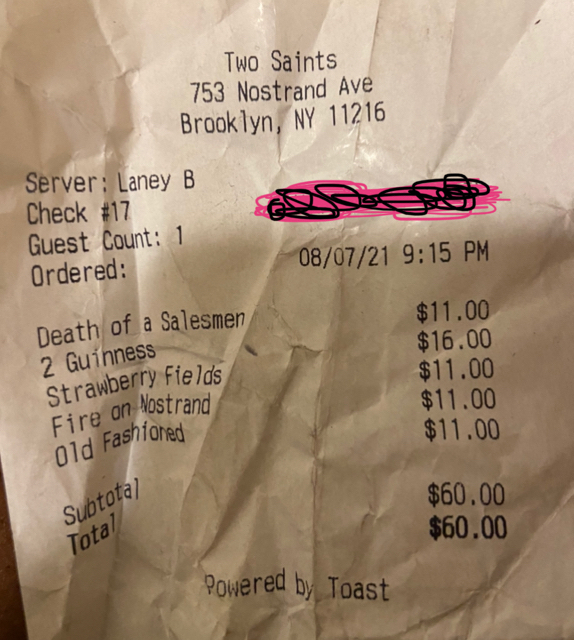 Two Saints
753 Nostrand Ave
Brooklyn, NY 11216
Server: Laney B
Check #17
Guest Count: 1
Ordered: 08/07/21 9:15 PM
Death of a Salesmen $11.00
2 Guinness $16.00
Strawberry Fields $11.00
Fire on Nostrand $11.00
Old Fashioned $11.00
Subtotal $60.00
Total $60.00
Powered by Toast